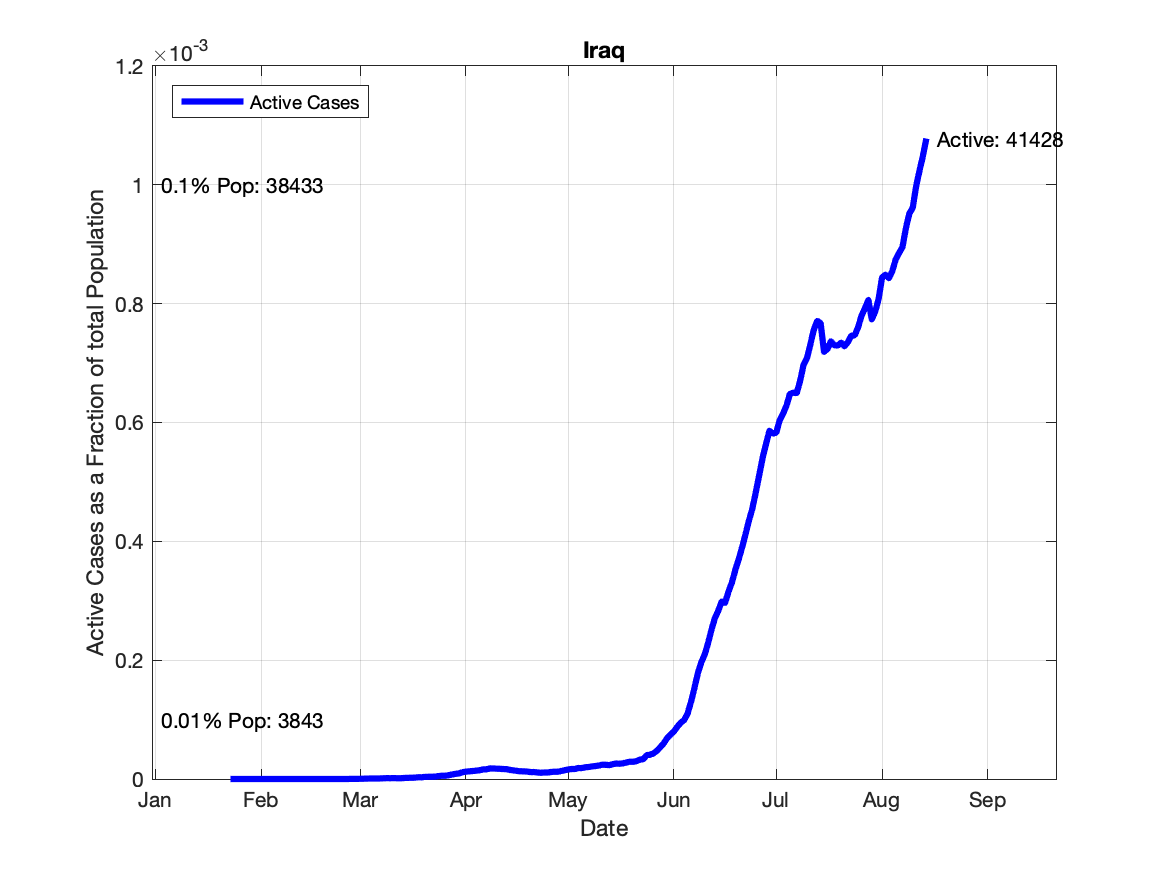 Iraq
×10-3
1.2
1
0.8
0.6
0.4
0.2
0
Active Cases
Active: 41428
0.1% Pop: 38433
0.01% Pop: 3843
Active Cases as a Fraction of total Population
Jan Feb Mar Apr May Jun Jul Aug Sep
Date